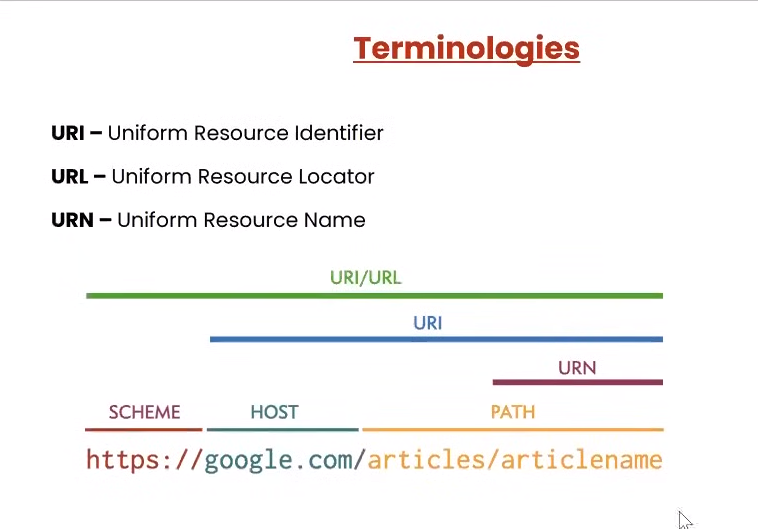 Terminologies
URI – Uniform Resource Identifier
URL – Uniform Resource Locator
URN – Uniform Resource Name
URI/URL
URI
URN
SCHEME HOST PATH
https://google.com/articles/articlename